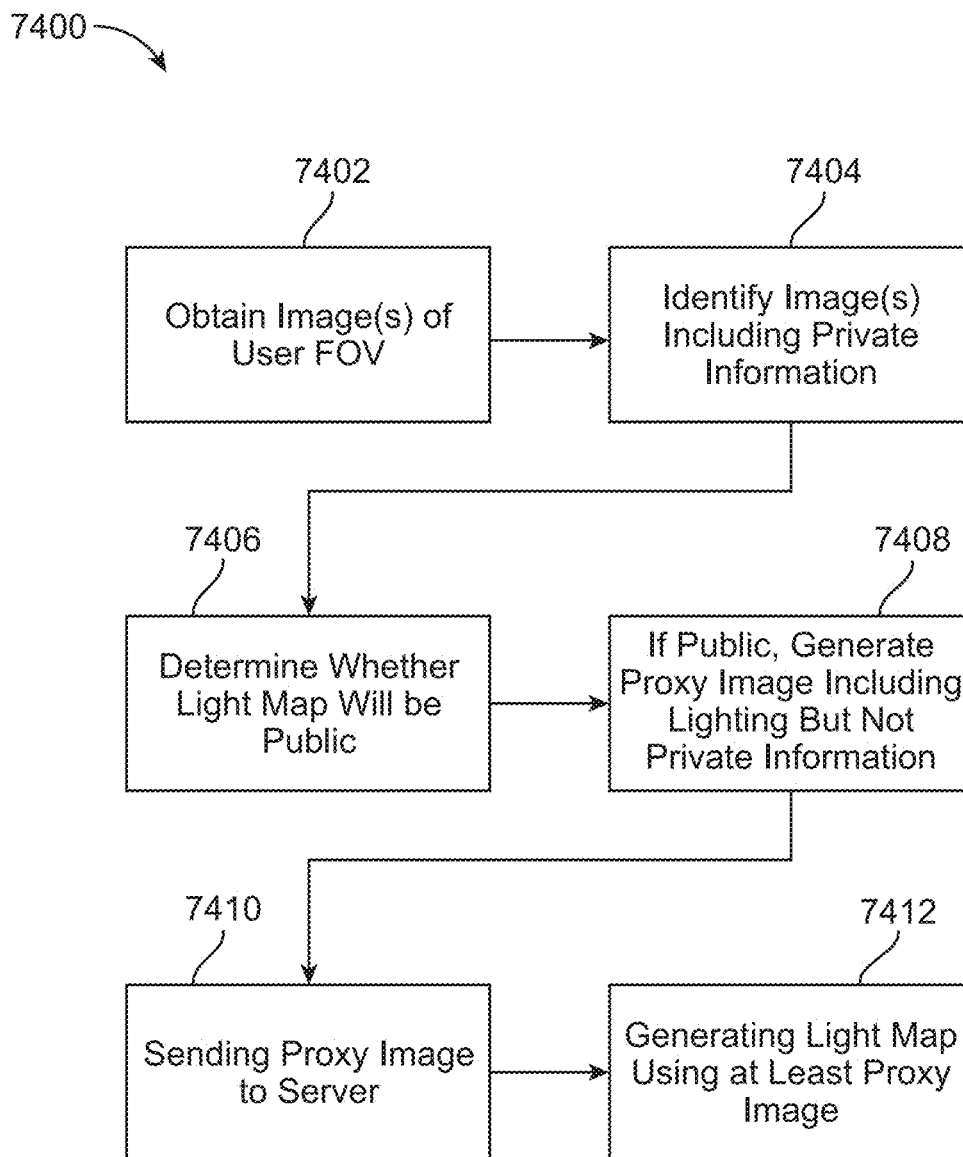 7400
7402
Obtain Image(s) of
User FOV
7404
Identify Image(s)
Including Private
Information
7406
Determine Whether
Light Map Will be
Public
7408
If Public, Generate
Proxy Image Including
Lighting But Not
Private Information
7410
Sending Proxy Image
to Server
7412
Generating Light Map
Using at Least Proxy
Image